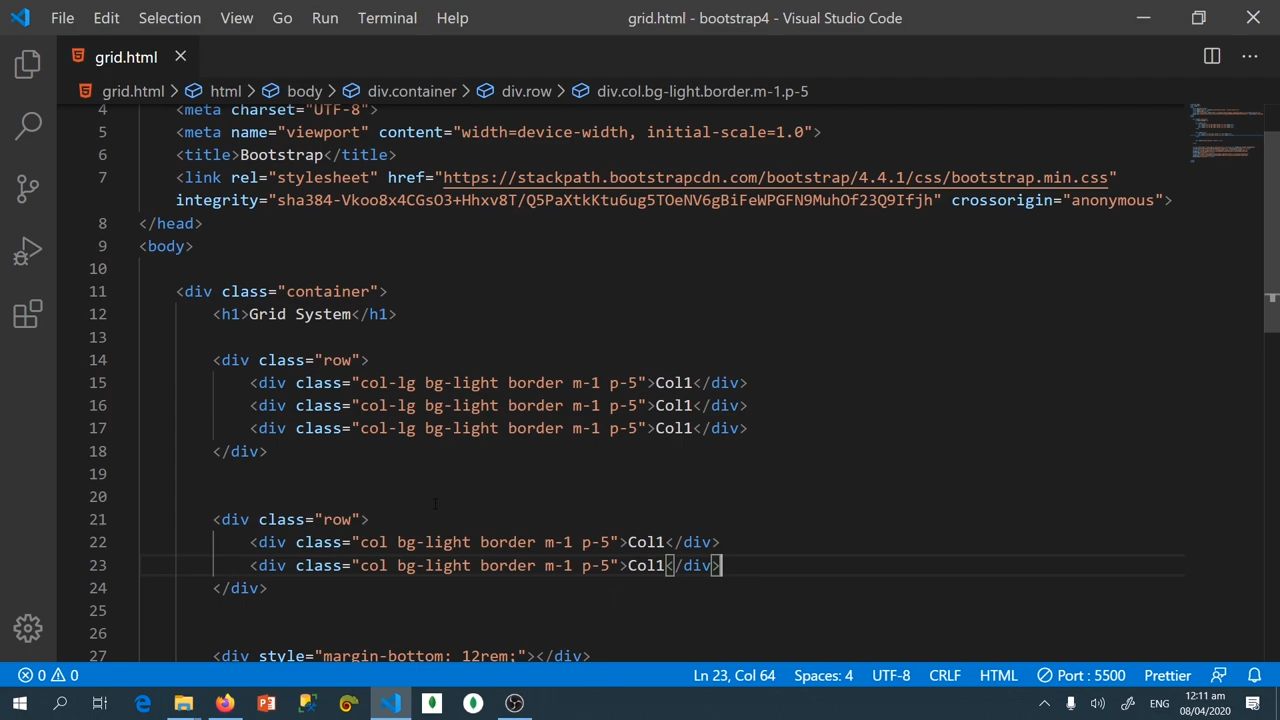 File Edit Selection View Go Run Terminal Help grid.html - bootstrap4 - Visual Studio Code
grid.html
grid.html > html > body > div.container > div.row > div.col.bg-light.border.m-1.p-5
4 <meta charset="UTF-8">
5 <meta name="viewport" content="width=device-width, initial-scale=1.0">
6 <title>Bootstrap</title>
7 <link rel="stylesheet" href="https://stackpath.bootstrapcdn.com/bootstrap/4.4.1/css/bootstrap.min.css"
integrity="sha384-Vkoo8x4CGsO3+Hhxv8T/Q5PaXtkKtu6ug5TOeNV6gBiFeWPGFN9MuhOf23Q9Ifjh" crossorigin="anonymous">
8 </head>
9 <body>
10
11 <div class="container">
12 <h1>Grid System</h1>
13
14 <div class="row">
15 <div class="col-lg bg-light border m-1 p-5">Col1</div>
16 <div class="col-lg bg-light border m-1 p-5">Col1</div>
17 <div class="col-lg bg-light border m-1 p-5">Col1</div>
18 </div>
19
20
21 <div class="row">
22 <div class="col bg-light border m-1 p-5">Col1</div>
23 <div class="col bg-light border m-1 p-5">Col1</div>
24 </div>
25
26
27 <div style="margin-bottom: 12rem;"></div>
0 0 Ln 23, Col 64 Spaces: 4 UTF-8 CRLF HTML Port : 5500 Prettier
ENG 12:11 am
08/04/2020